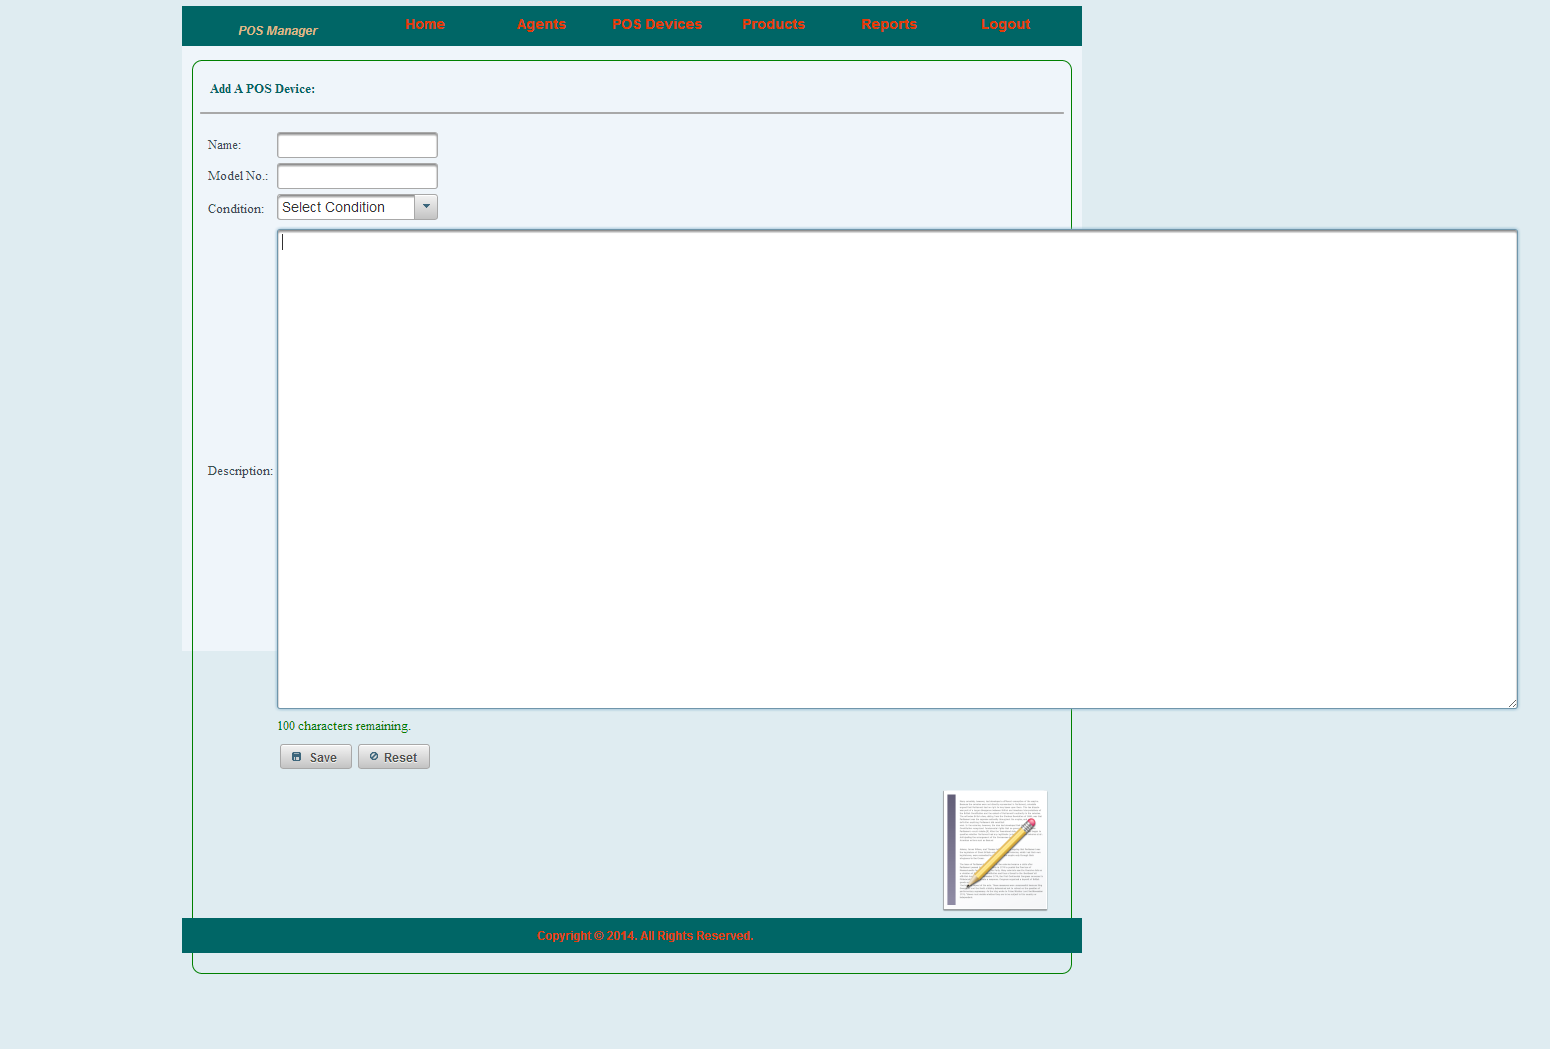 POS Manager
Home
Agents
POS Devices
Products
Reports
Logout
Add A POS Device:
Name:
Model No.:
Condition:
Select Condition
Description:
100 characters remaining.
Save
Reset
Copyright © 2014. All Rights Reserved.